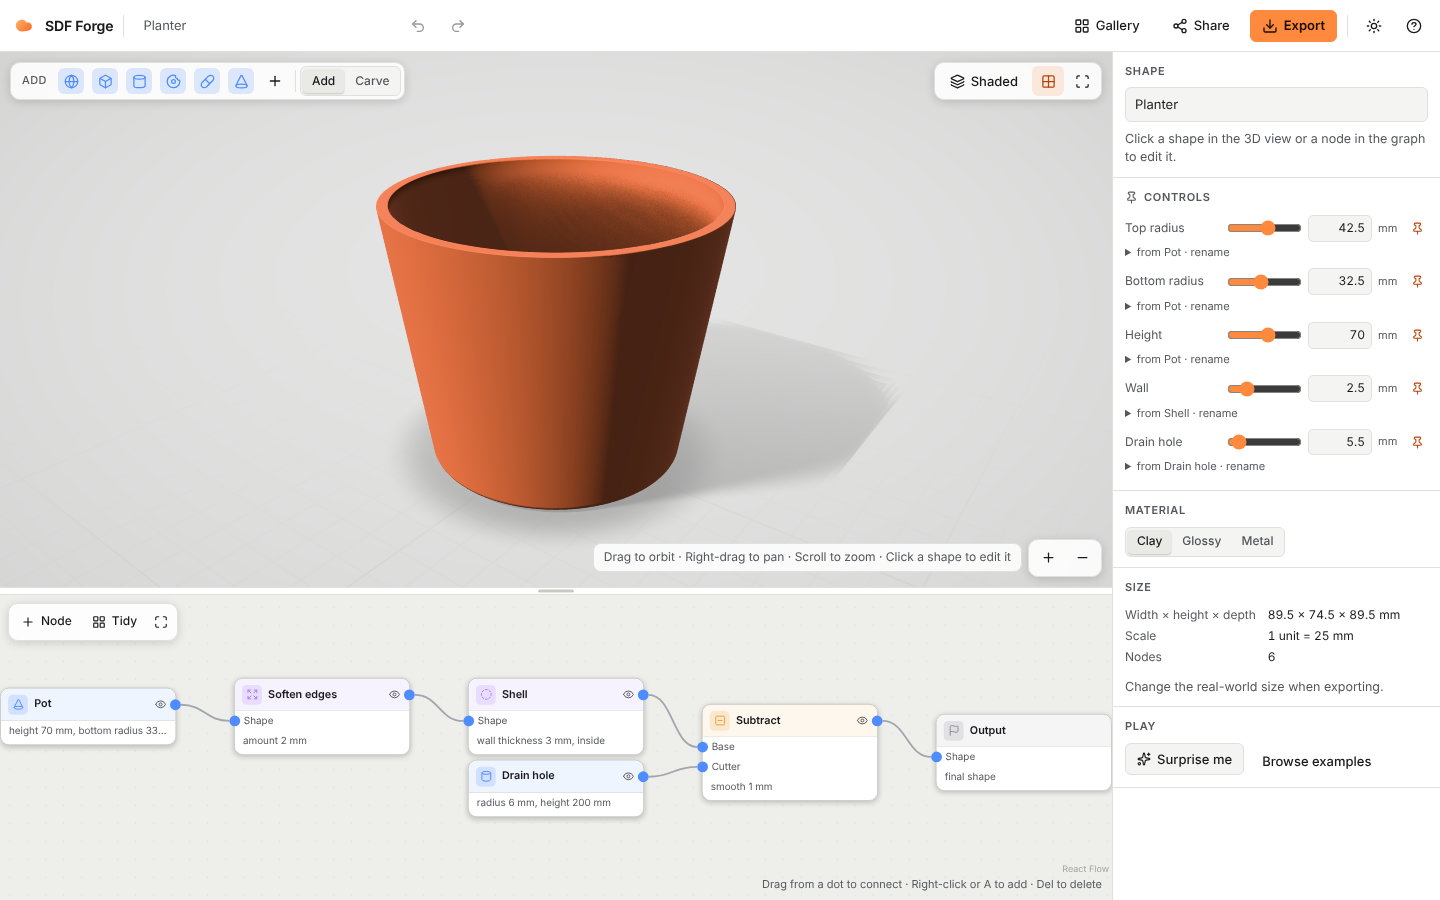 SDF Forge
Planter
Gallery
Share
Export
ADD
Add
Carve
Shaded
Drag to orbit · Right-drag to pan · Scroll to zoom · Click a shape to edit it
Node
Tidy
Pot
height 70 mm, bottom radius 33...
Soften edges
Shape
amount 2 mm
Shell
Shape
wall thickness 3 mm, inside
Drain hole
radius 6 mm, height 200 mm
Subtract
Base
Cutter
smooth 1 mm
Output
Shape
final shape
React Flow
Drag from a dot to connect · Right-click or A to add · Del to delete
SHAPE
Planter
Click a shape in the 3D view or a node in the graph
to edit it.
CONTROLS
Top radius 42.5 mm
from Pot · rename
Bottom radius 32.5 mm
from Pot · rename
Height 70 mm
from Pot · rename
Wall 2.5 mm
from Shell · rename
Drain hole 5.5 mm
from Drain hole · rename
MATERIAL
Clay Glossy Metal
SIZE
Width × height × depth 89.5 × 74.5 × 89.5 mm
Scale 1 unit = 25 mm
Nodes 6
Change the real-world size when exporting.
PLAY
Surprise me Browse examples